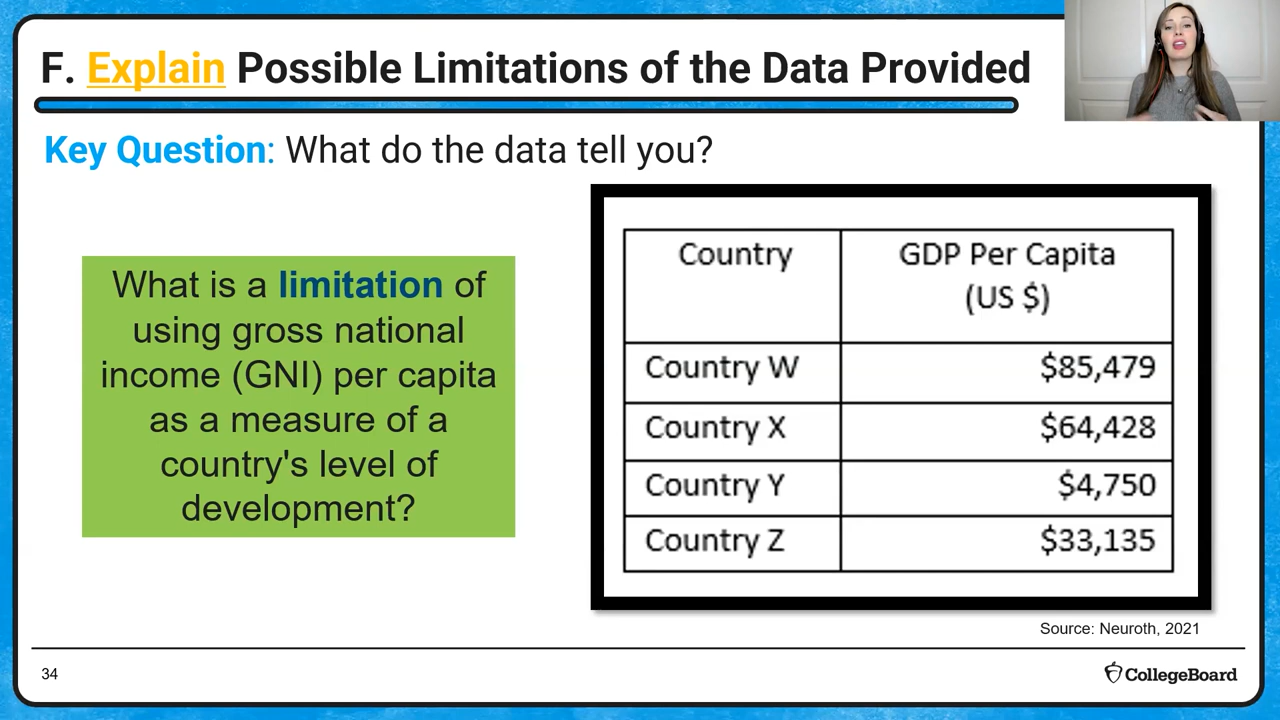 F. Explain Possible Limitations of the Data Provided
Key Question: What do the data tell you?
What is a limitation of
using gross national
income (GNI) per capita
as a measure of a
country's level of
development?
Country GDP Per Capita
(US $)
Country W $85,479
Country X $64,428
Country Y $4,750
Country Z $33,135
Source: Neuroth, 2021
34
CollegeBoard